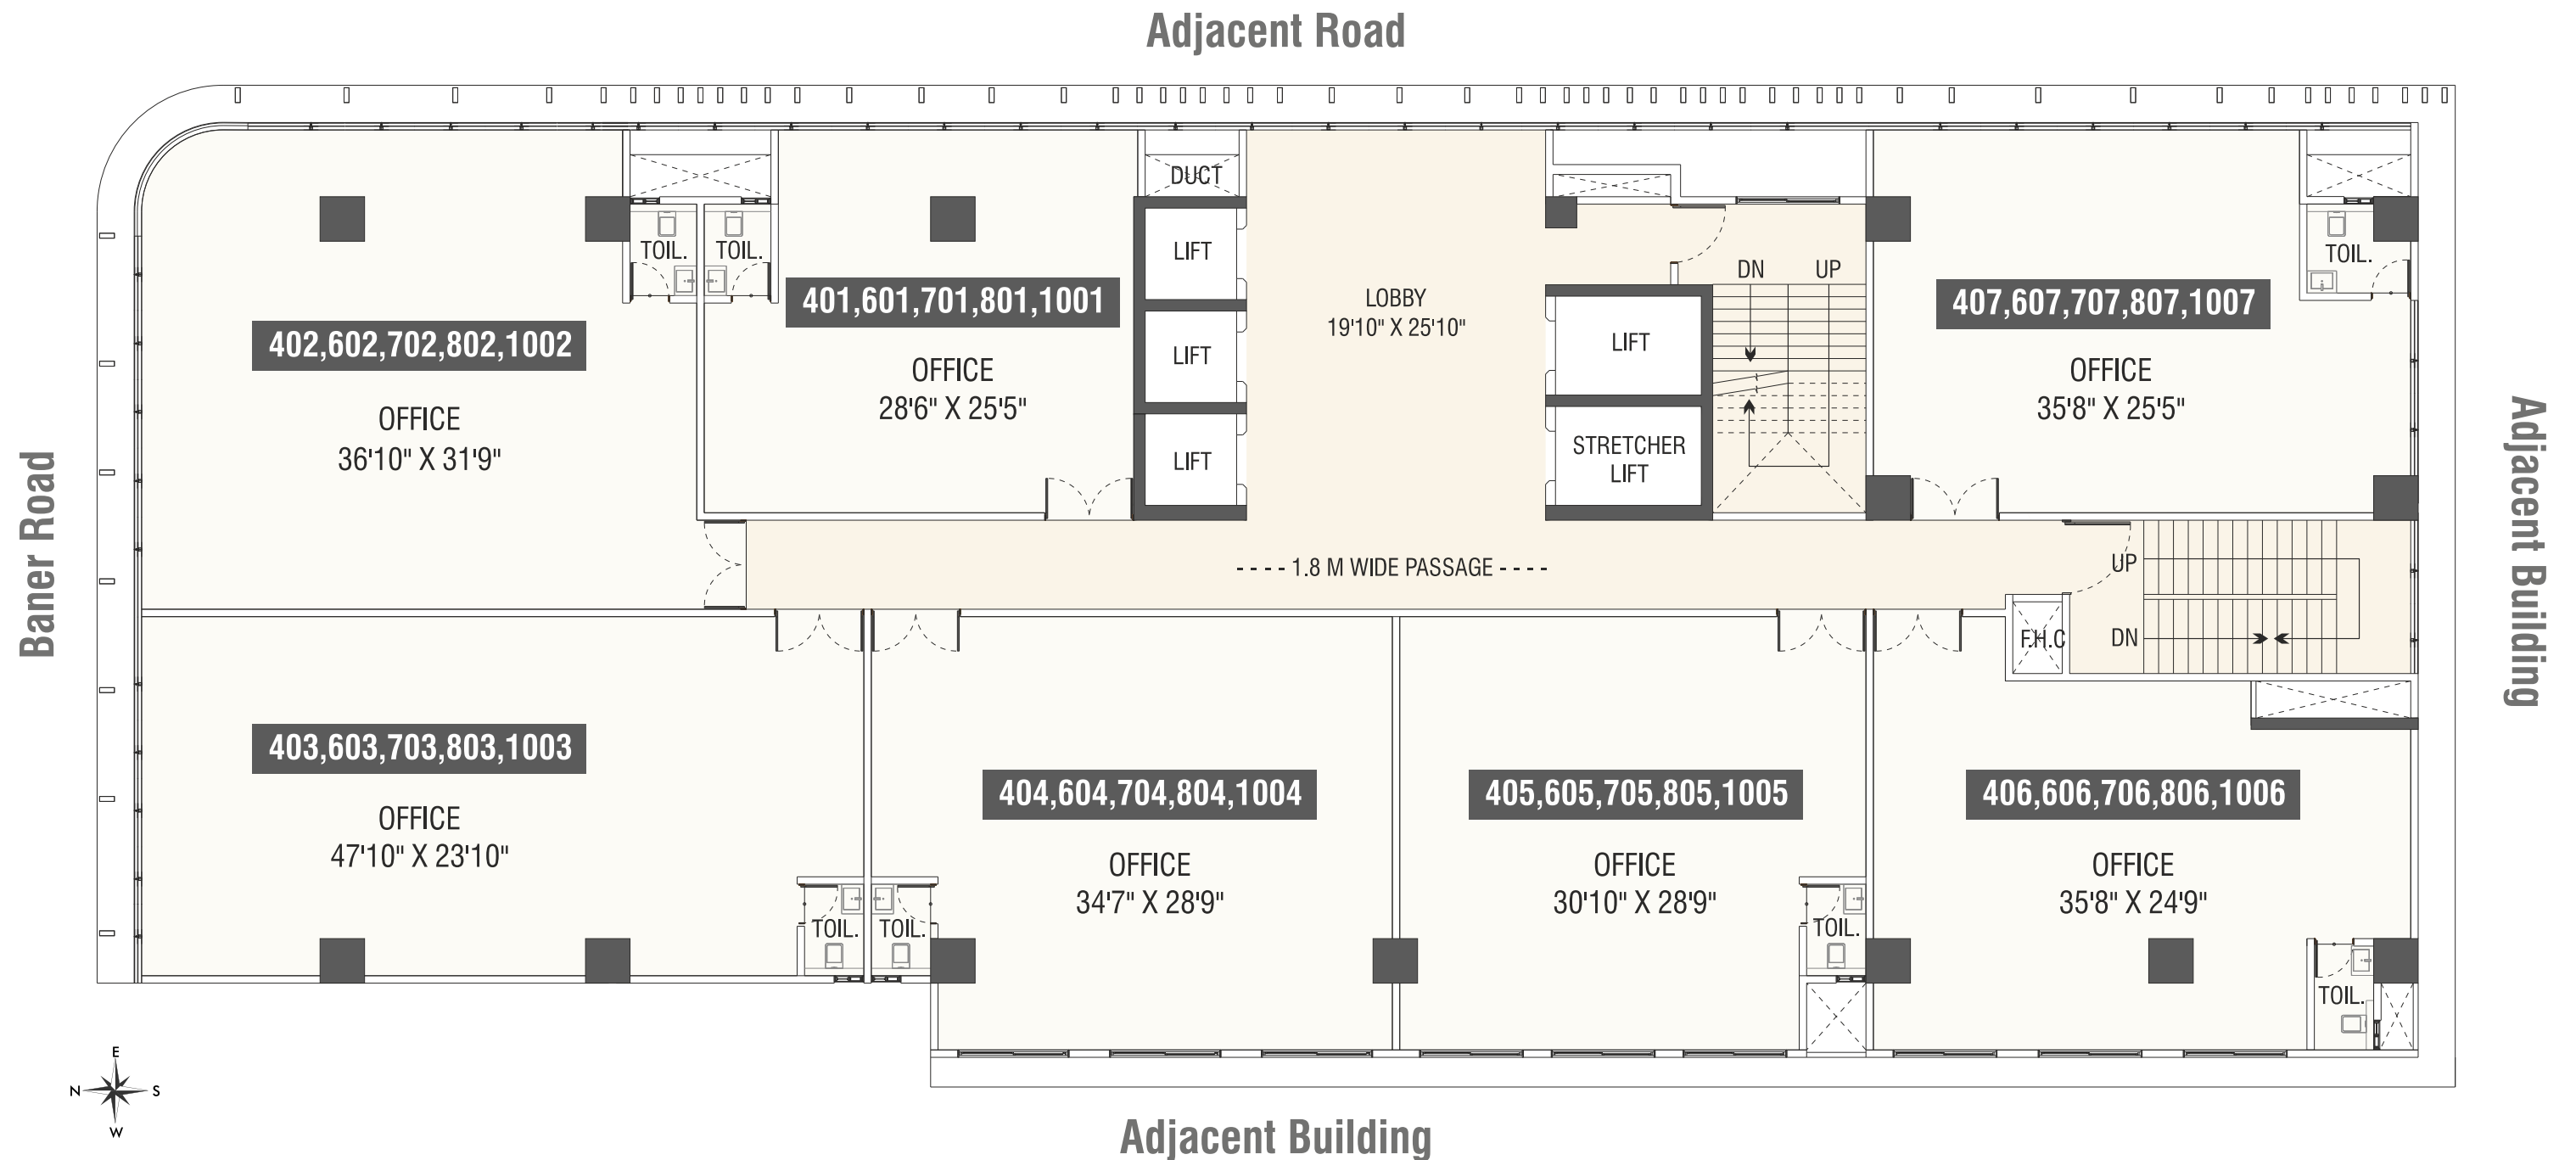 Adjacent Road
DUCT
TOIL.
TOIL.
LIFT
TOIL.
DN
UP
401,601,701,801,1001
LOBBY
19'10" X 25'10"
407,607,707,807,1007
402,602,702,802,1002
LIFT
LIFT
OFFICE
28'6" X 25'5"
OFFICE
35'8" X 25'5"
OFFICE
36'10" X 31'9"
LIFT
STRETCHER
LIFT
Baner Road
Adjacent Building
1.8 M WIDE PASSAGE
UP
F.H.C
DN
403,603,703,803,1003
OFFICE
47'10" X 23'10"
404,604,704,804,1004
OFFICE
34'7" X 28'9"
405,605,705,805,1005
OFFICE
30'10" X 28'9"
406,606,706,806,1006
OFFICE
35'8" X 24'9"
TOIL.
TOIL.
TOIL.
TOIL.
E
N
S
W
Adjacent Building